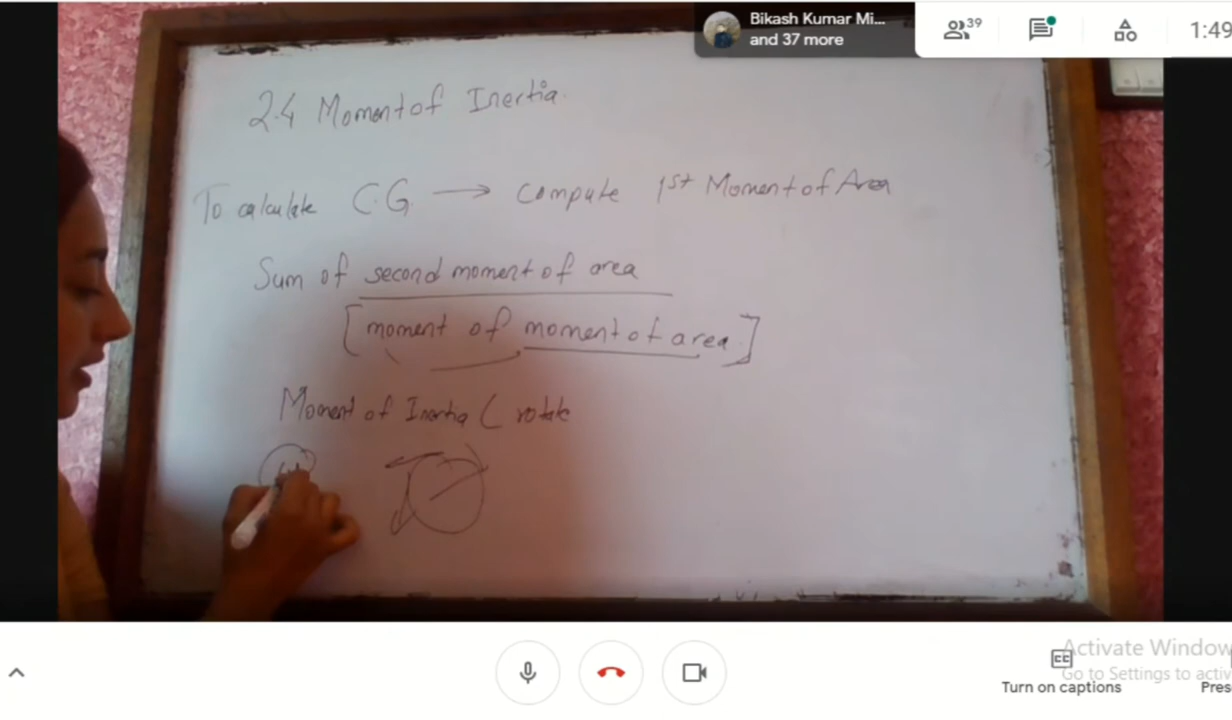 Bikash Kumar Mi...
and 37 more
39
1:49
2.4 Moment of Inertia
To calculate C.G. → compute 1st Moment of Area
Sum of second moment of area
[moment of moment of area]
Moment of Inertia ( rotate
Activate Window
Go to Settings to activ
CC
Turn on captions
Pres